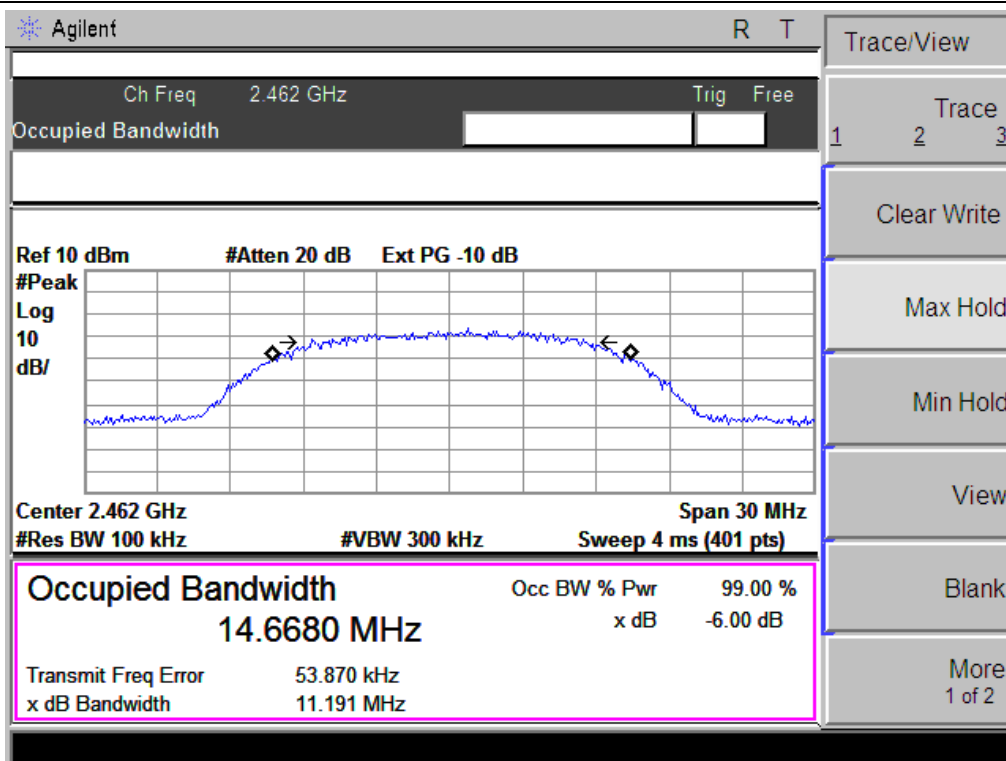 Agilent R T
Ch Freq 2.462 GHz Trig Free
Occupied Bandwidth
Ref 10 dBm #Atten 20 dB Ext PG -10 dB
#Peak
Log
10
dB/
Center 2.462 GHz Span 30 MHz
#Res BW 100 kHz #VBW 300 kHz Sweep 4 ms (401 pts)
Occupied Bandwidth Occ BW % Pwr 99.00 %
14.6680 MHz x dB -6.00 dB
Transmit Freq Error 53.870 kHz
x dB Bandwidth 11.191 MHz
Trace/View
Trace
1 2 3
Clear Write
Max Hold
Min Hold
View
Blank
More
1 of 2